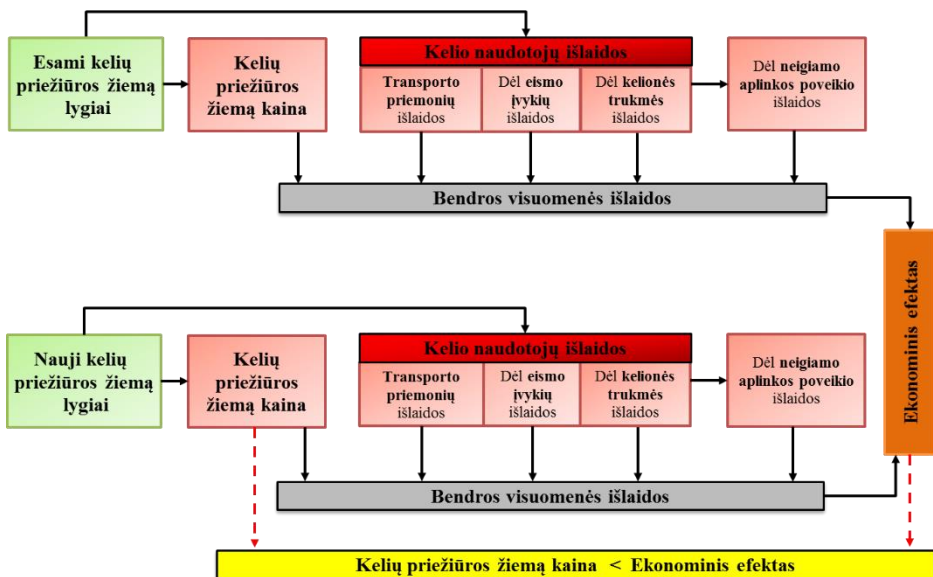 Esami kelių
priežiūros žiemą
lygiai
Kelių
priežiūros
žiemą kaina
Kelio naudotojų išlaidos
Transporto
priemonių
išlaidos
Dėl eismo
įvykių
išlaidos
Dėl kelionės
trukmės
išlaidos
Dėl neigiamo
aplinkos poveikio
išlaidos
Bendros visuomenės išlaidos
Ekonominis efektas
Nauji kelių
priežiūros žiemą
lygiai
Kelių
priežiūros
žiemą kaina
Kelio naudotojų išlaidos
Transporto
priemonių
išlaidos
Dėl eismo
įvykių
išlaidos
Dėl kelionės
trukmės
išlaidos
Dėl neigiamo
aplinkos poveikio
išlaidos
Bendros visuomenės išlaidos
Kelių priežiūros žiemą kaina < Ekonominis efektas